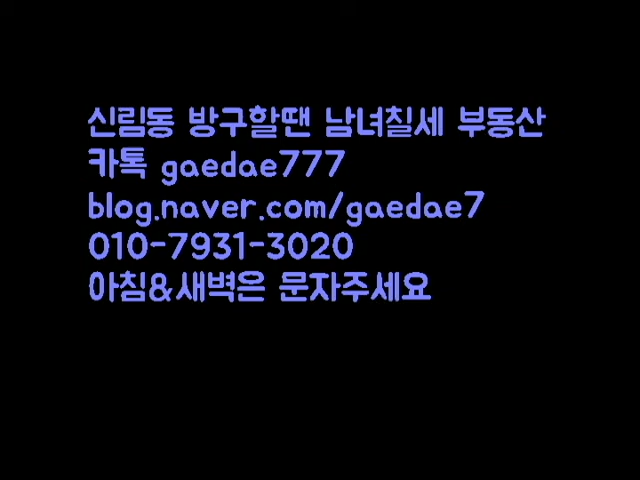 신림동 방구할땐 남녀칠세 부동산
카톡 gaedae777
blog.naver.com/gaedae7
010-7931-3020
아침&새벽은 문자주세요